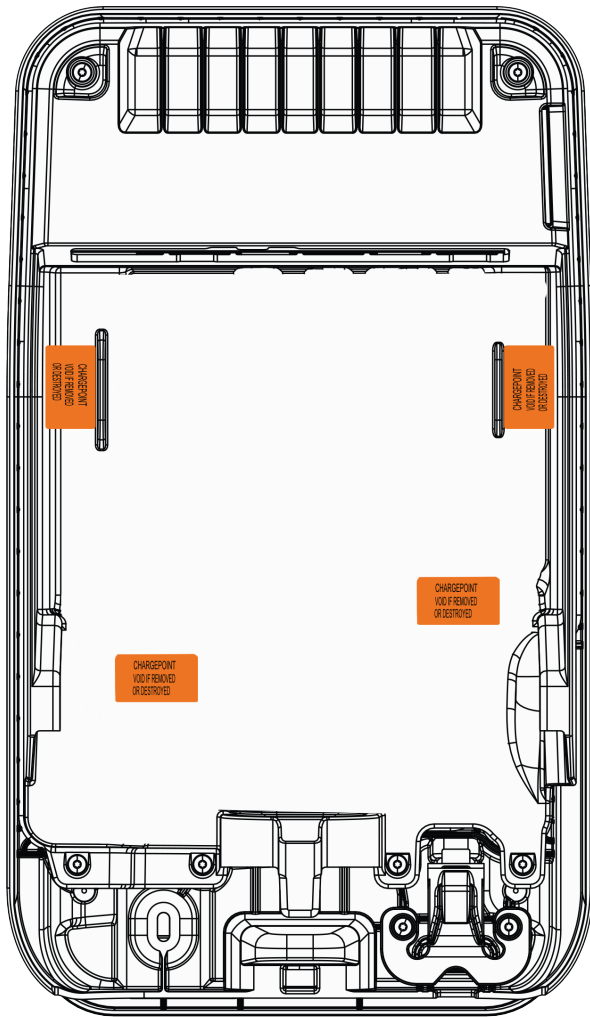 CHARGEPOINT
VOID IF REMOVED
OR DESTROYED
CHARGEPOINT
VOID IF REMOVED
OR DESTROYED
CHARGEPOINT
VOID IF REMOVED
OR DESTROYED
CHARGEPOINT
VOID IF REMOVED
OR DESTROYED